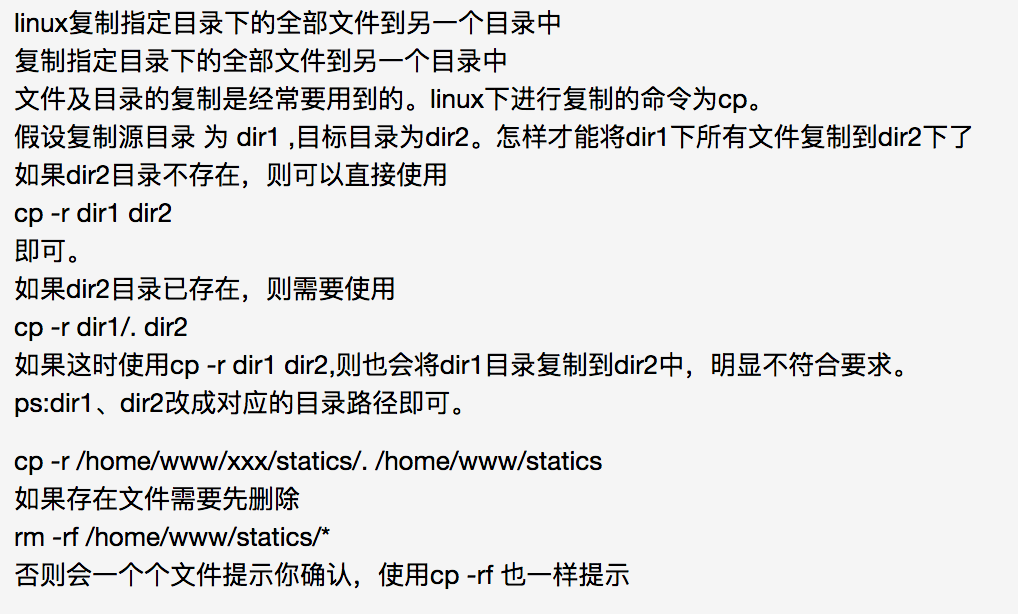 linux复制指定目录下的全部文件到另一个目录中
复制指定目录下的全部文件到另一个目录中
文件及目录的复制是经常要用到的。linux下进行复制的命令为cp。
假设复制源目录 为 dir1 ,目标目录为dir2。怎样才能将dir1下所有文件复制到dir2下了
如果dir2目录不存在，则可以直接使用
cp -r dir1 dir2
即可。
如果dir2目录已存在，则需要使用
cp -r dir1/. dir2
如果这时使用cp -r dir1 dir2,则也会将dir1目录复制到dir2中，明显不符合要求。
ps:dir1、dir2改成对应的目录路径即可。
cp -r /home/www/xxx/statics/. /home/www/statics
如果存在文件需要先删除
rm -rf /home/www/statics/*
否则会一个个文件提示你确认，使用cp -rf 也一样提示